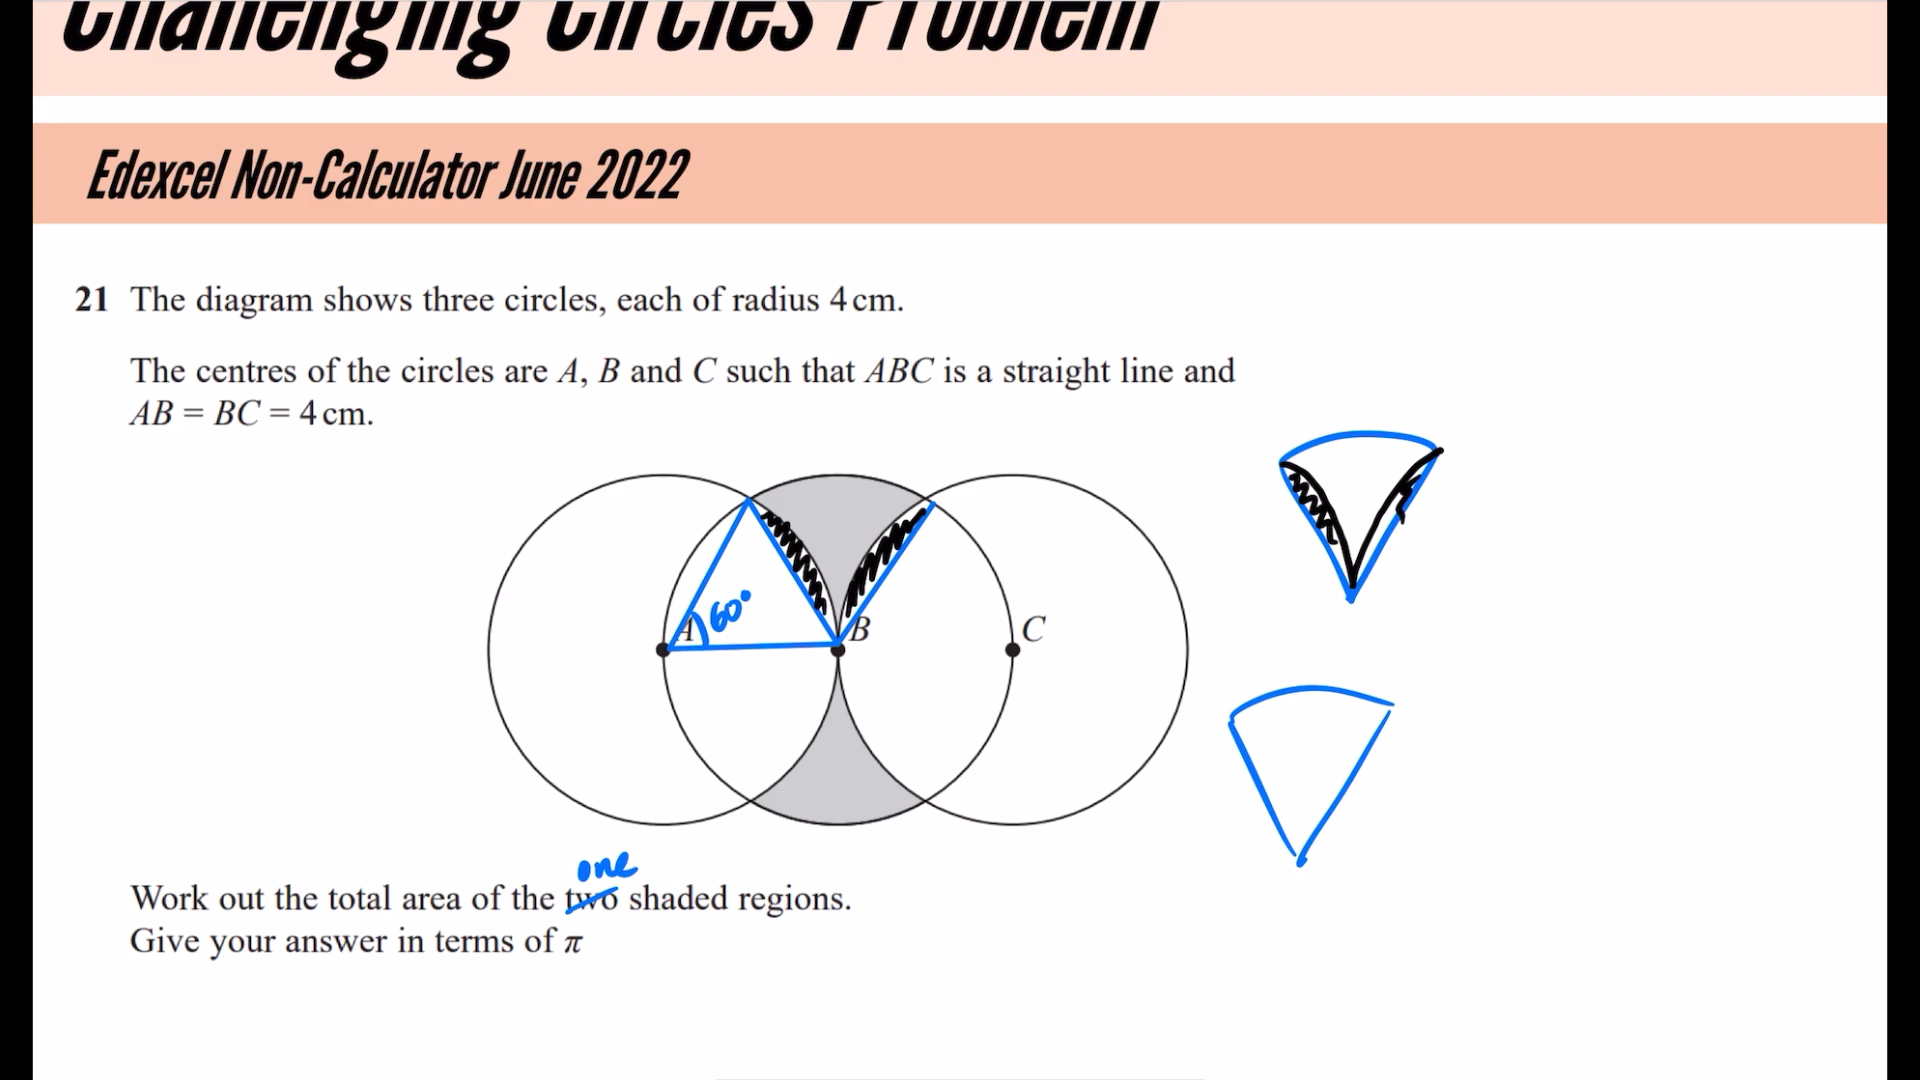 Challenging Circles Problem
Edexcel Non-Calculator June 2022
21 The diagram shows three circles, each of radius 4 cm.
The centres of the circles are A, B and C such that ABC is a straight line and
AB = BC = 4 cm.
A 60° B C
one
Work out the total area of the two shaded regions.
Give your answer in terms of π